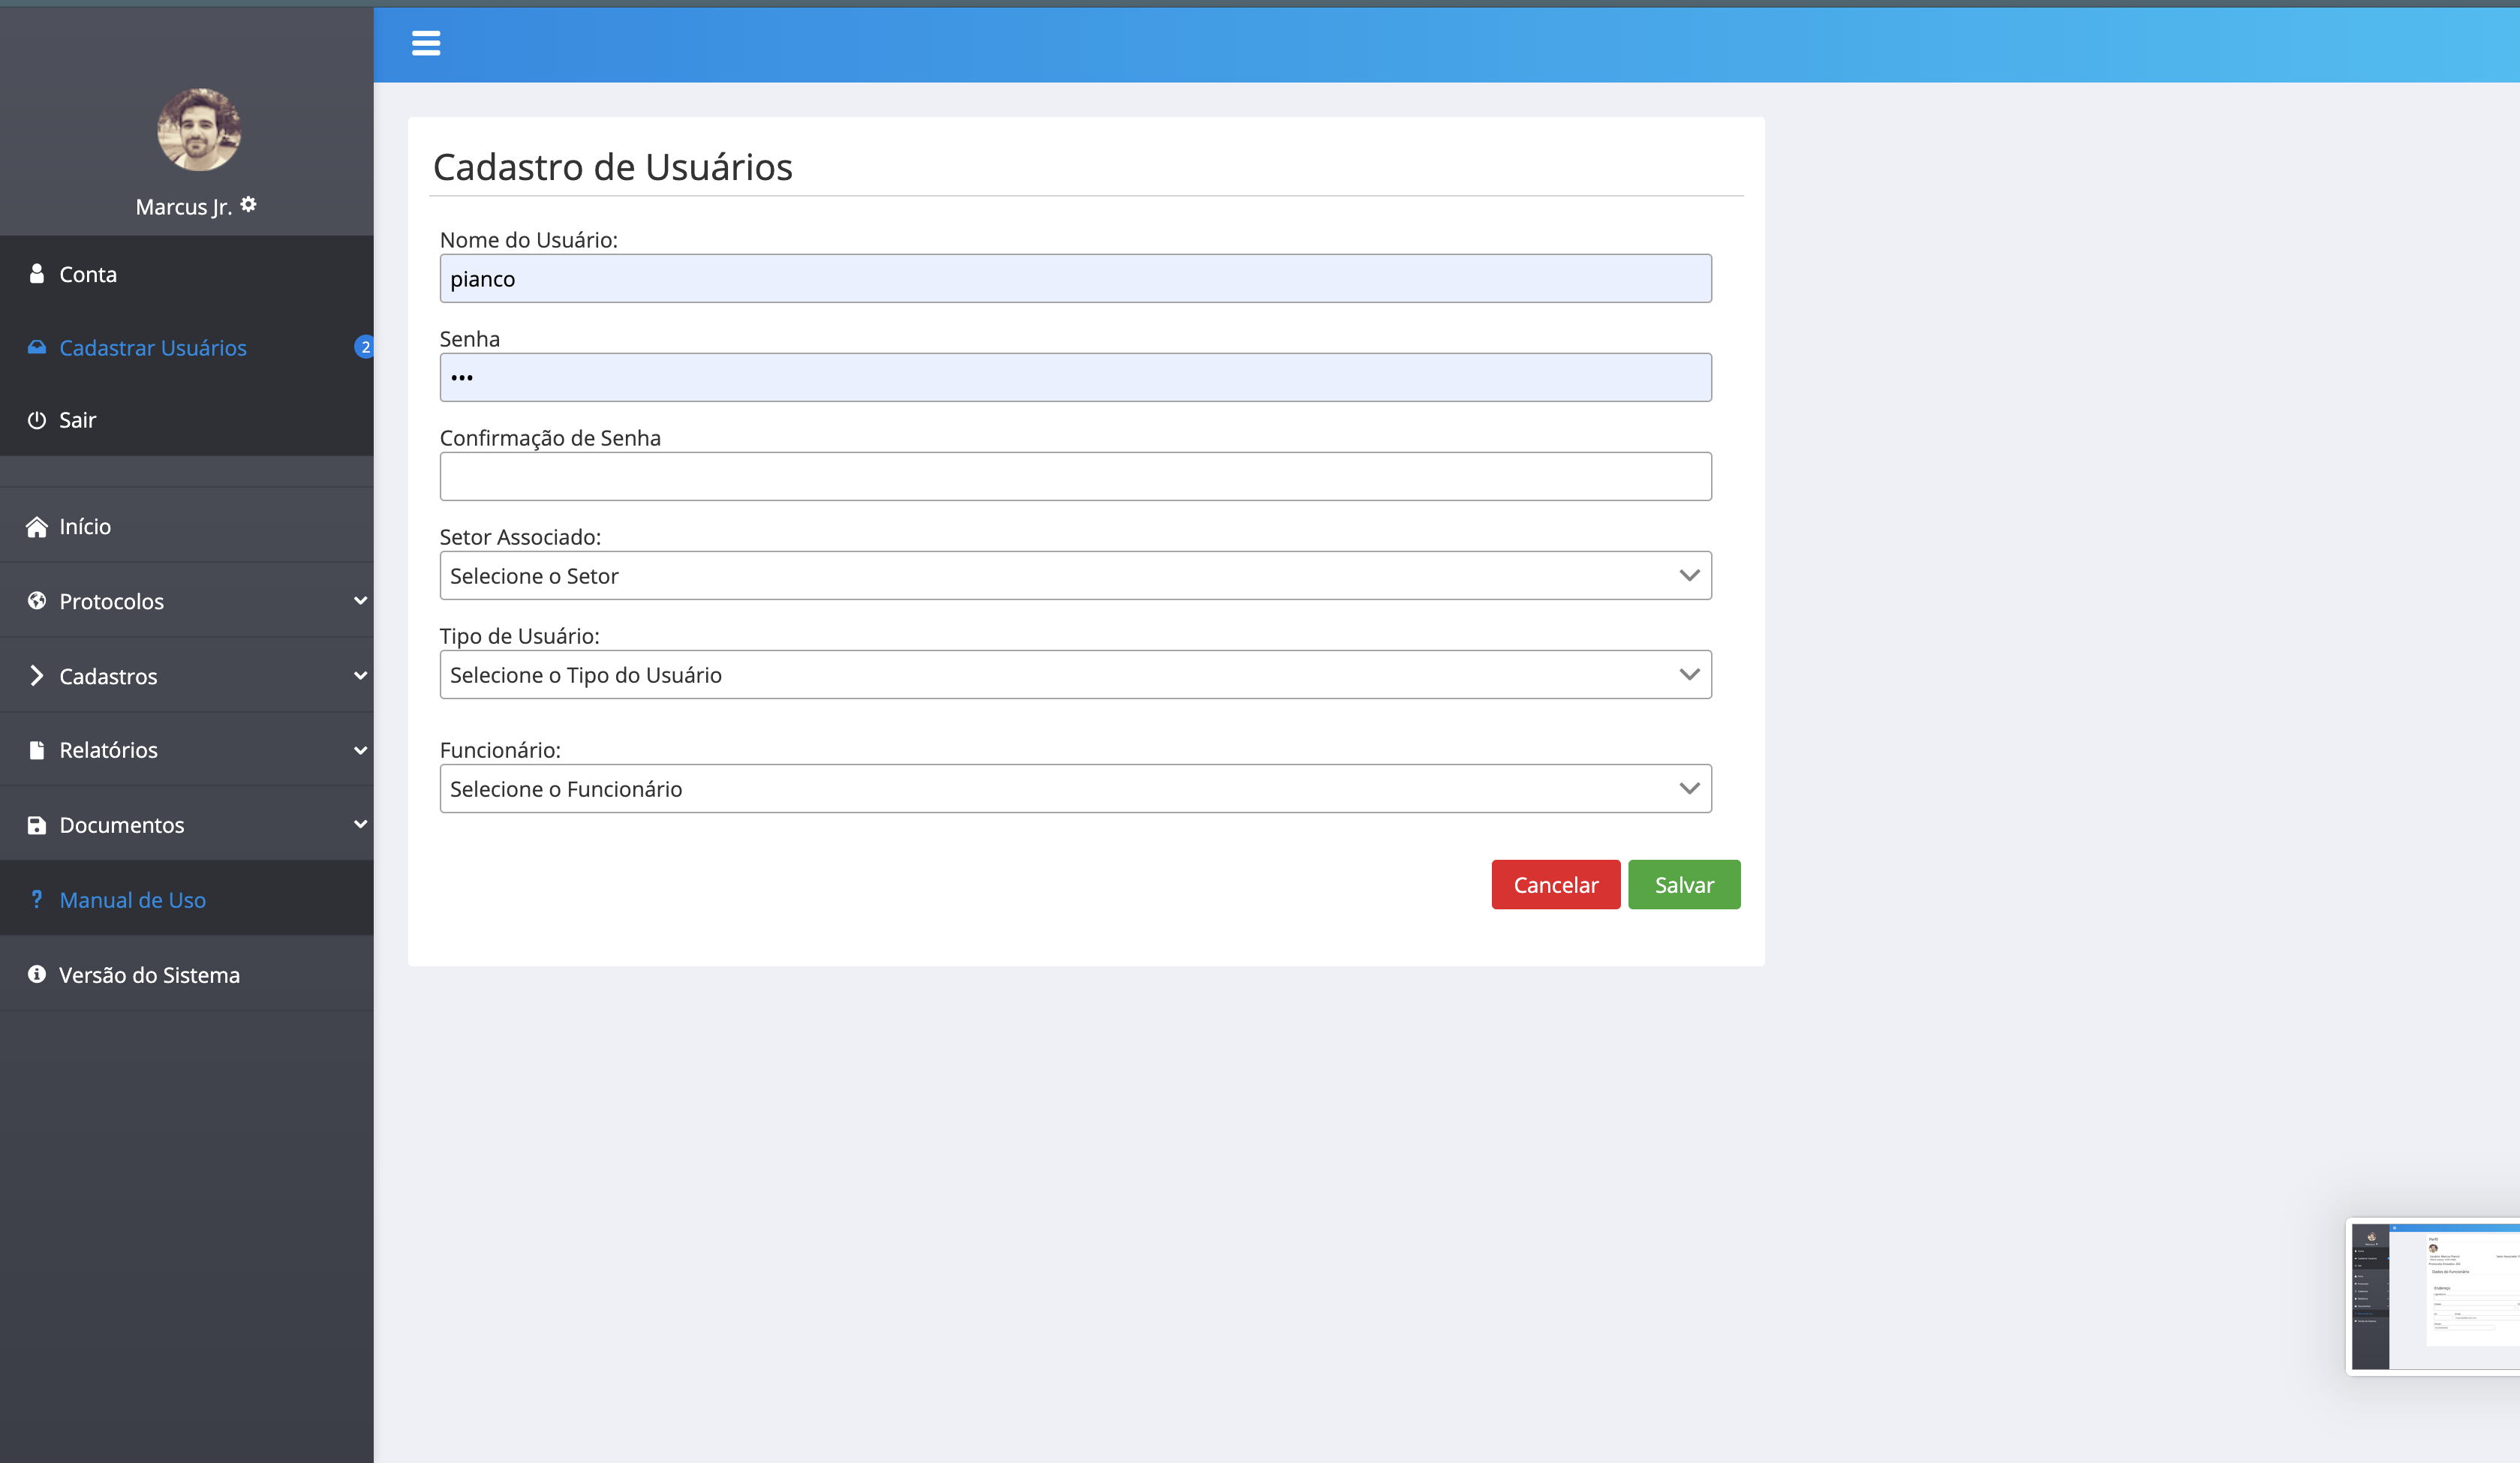 Marcus Jr.
Conta
Cadastrar Usuários
2
Sair
Início
Protocolos
Cadastros
Relatórios
Documentos
Manual de Uso
Versão do Sistema
Cadastro de Usuários
Nome do Usuário:
pianco
Senha
•••
Confirmação de Senha
Setor Associado:
Selecione o Setor
Tipo de Usuário:
Selecione o Tipo do Usuário
Funcionário:
Selecione o Funcionário
Cancelar
Salvar